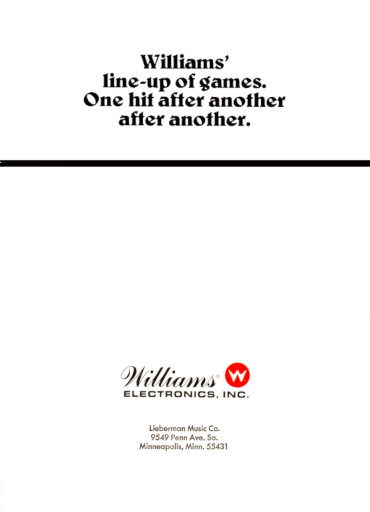 Williams'
line-up of games.
One hit after another
after another.
Williams®
ELECTRONICS, INC.
Lieberman Music Co.
9549 Penn Ave. So.
Minneapolis, Minn. 55431